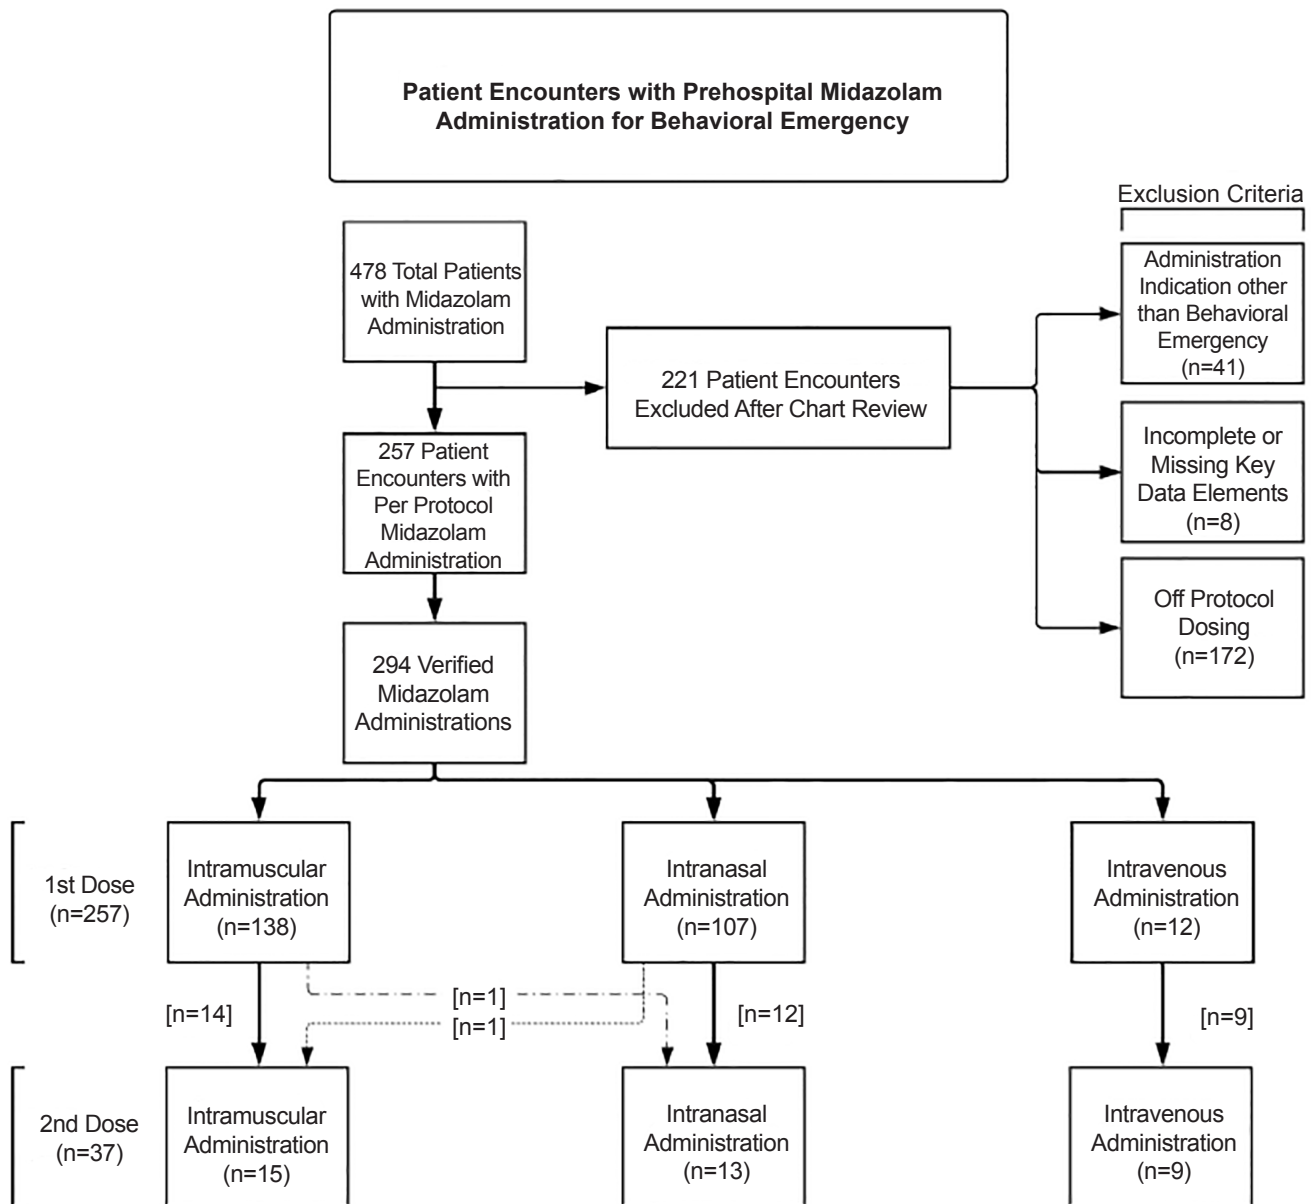 Patient Encounters with Prehospital Midazolam
Administration for Behavioral Emergency
Exclusion Criteria
478 Total Patients
with Midazolam
Administration
221 Patient Encounters
Excluded After Chart Review
Administration
Indication other
than Behavioral
Emergency
(n=41)
Incomplete or
Missing Key
Data Elements
(n=8)
Off Protocol
Dosing
(n=172)
257 Patient
Encounters with
Per Protocol
Midazolam
Administration
294 Verified
Midazolam
Administrations
1st Dose
(n=257)
Intramuscular
Administration
(n=138)
Intranasal
Administration
(n=107)
Intravenous
Administration
(n=12)
[n=14]
[n=1]
[n=1]
[n=12]
[n=9]
2nd Dose
(n=37)
Intramuscular
Administration
(n=15)
Intranasal
Administration
(n=13)
Intravenous
Administration
(n=9)